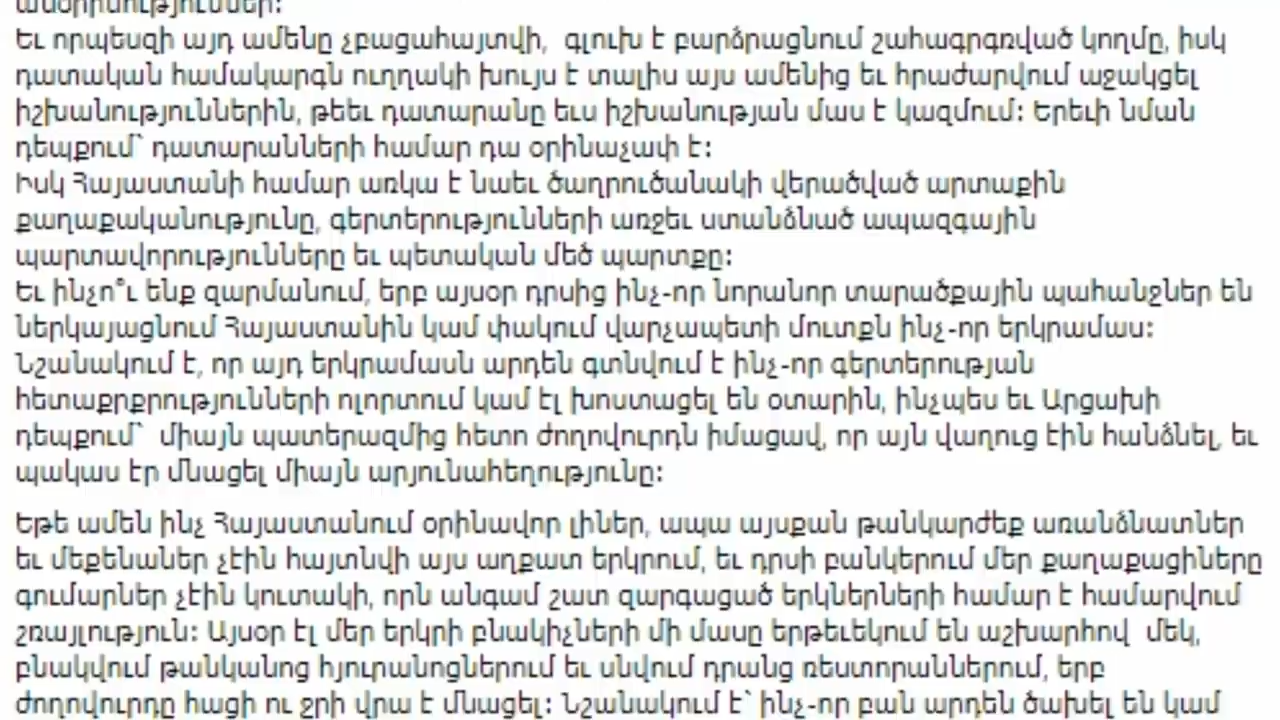 անօրինություններ։
Եւ որպեսզի այդ ամենը չբացահայտվի, գլուխ է բարձրացնում շահագրգռված կողմը, իսկ
դատական համակարգն ուղղակի խույս է տալիս այս ամենից եւ հրաժարվում աջակցել
իշխանություններին, թեեւ դատարանը եւս իշխանության մաս է կազմում։ Երեւի նման
դեպքում՝ դատարանների համար դա օրինաչափ է։
Իսկ Հայաստանի համար առկա է նաեւ ծաղրուծանակի վերածված արտաքին
քաղաքականությունը, գերտերությունների առջեւ ստանձնած ապազգային
պարտավորությունները եւ պետական մեծ պարտքը։
Եւ ինչո՞ւ ենք զարմանում, երբ այսօր դրսից ինչ-որ նորանոր տարածքային պահանջներ են
ներկայացնում Հայաստանին կամ փակում վարչապետի մուտքն ինչ-որ երկրամաս։
Նշանակում է, որ այդ երկրամասն արդեն գտնվում է ինչ-որ գերտերության
հետաքրքրությունների ոլորտում կամ էլ խոստացել են օտարին, ինչպես եւ Արցախի
դեպքում՝ միայն պատերազմից հետո ժողովուրդն իմացավ, որ այն վաղուց էին հանձնել, եւ
պակաս էր մնացել միայն արյունահեղությունը։
Եթե ամեն ինչ Հայաստանում օրինավոր լիներ, ապա այսքան թանկարժեք առանձնատներ
եւ մեքենաներ չէին հայտնվի այս աղքատ երկրում, եւ դրսի բանկերում մեր քաղաքացիները
գումարներ չէին կուտակի, որն անգամ շատ զարգացած երկների համար է համարվում
շռայլություն։ Այսօր էլ մեր երկրի բնակիչների մի մասը երթեւեկում են աշխարհով մեկ,
բնակվում թանկանոց հյուրանոցներում եւ սնվում դրանց ռեստորաններում, երբ
ժողովուրդը հացի ու ջրի վրա է մնացել։ Նշանակում է՝ ինչ-որ բան արդեն ծախել են կամ